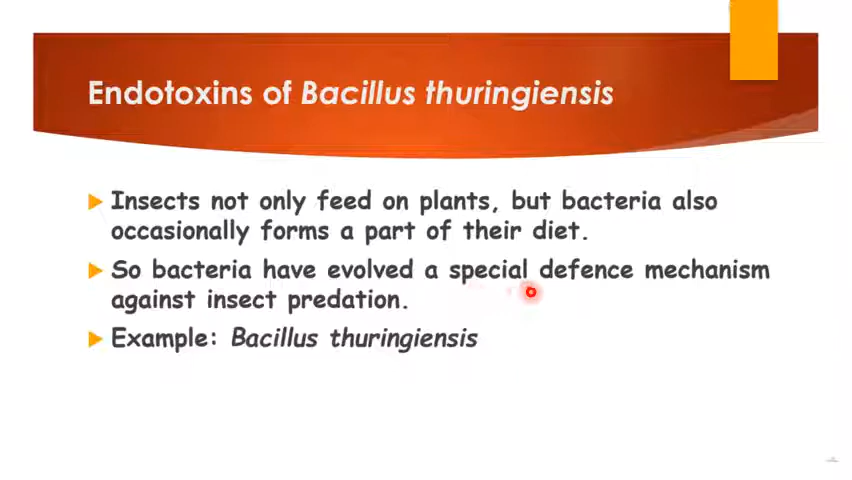 Endotoxins of Bacillus thuringiensis
Insects not only feed on plants, but bacteria also
occasionally forms a part of their diet.
So bacteria have evolved a special defence mechanism
against insect predation.
Example: Bacillus thuringiensis